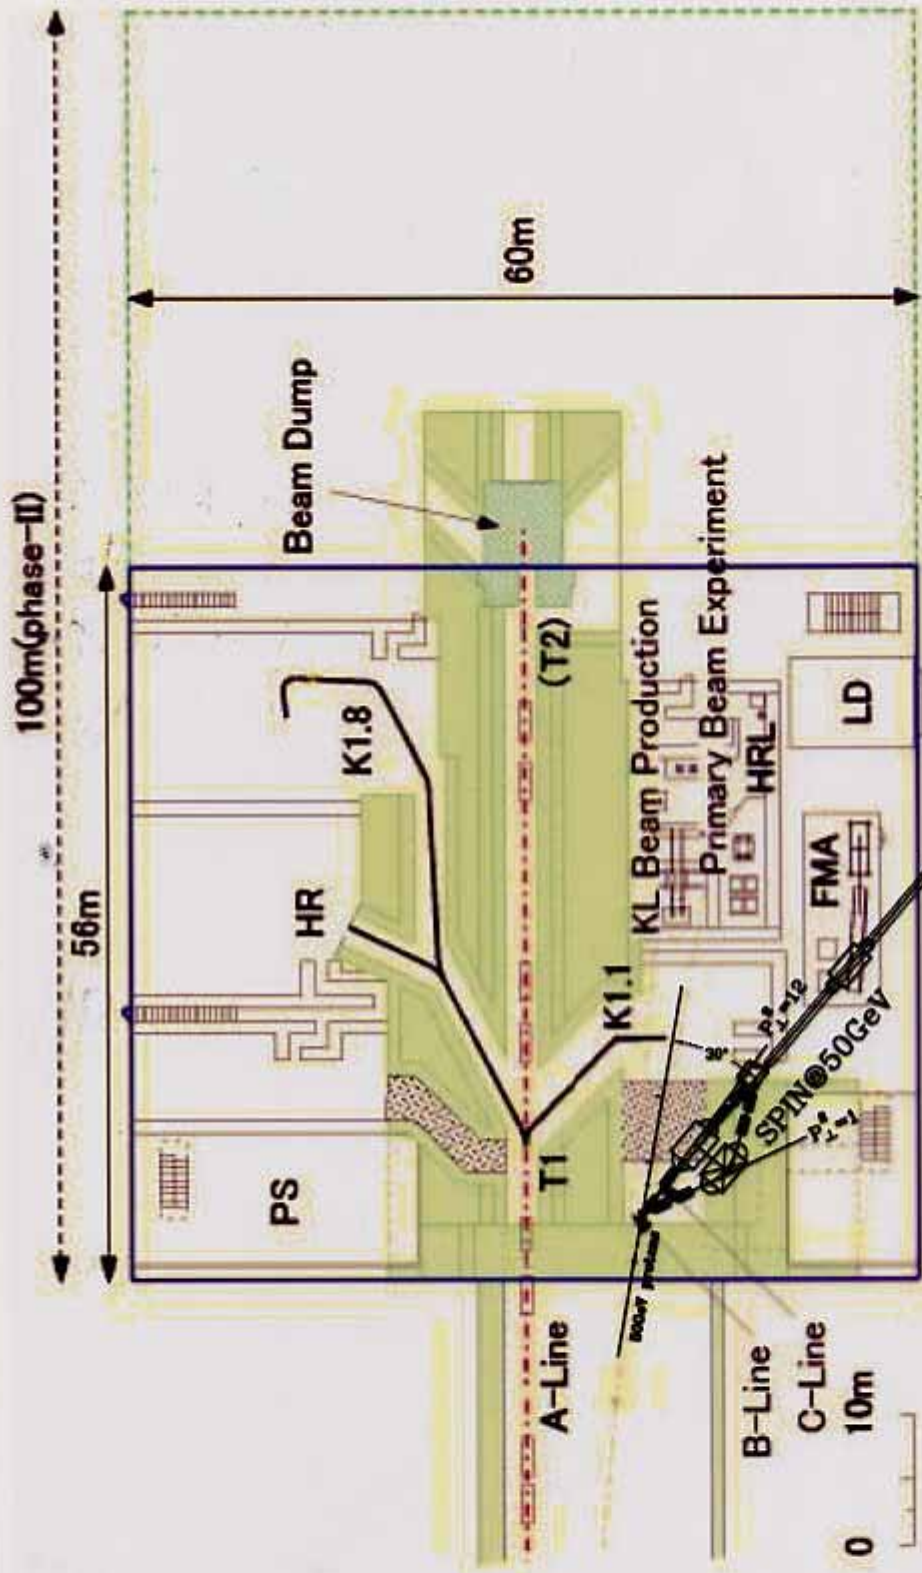 100m(phase-II)
56m
60m
Beam Dump
K1.8
HR
PS
(T2)
T1
A-Line
K1.1
KL Beam Production
Primary Beam Experiment
HRL
LD
FMA
30°
SPIN@50GeV
B-Line
C-Line
0 10m